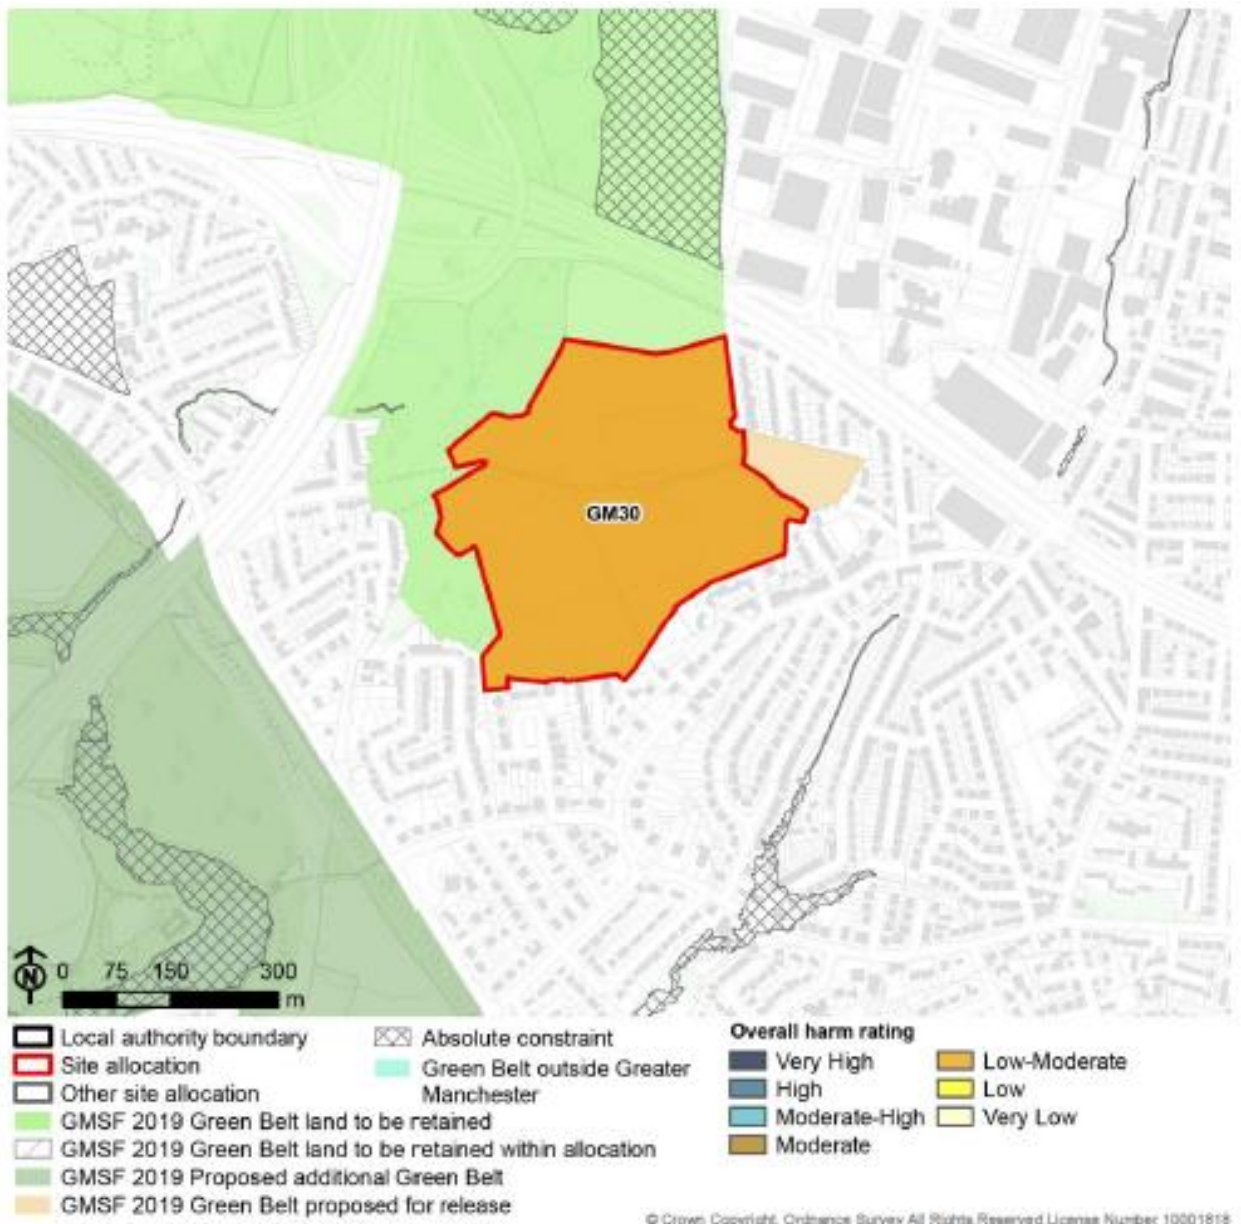 GM30
N
0 75 150 300
m
Local authority boundary
Site allocation
Other site allocation
GMSF 2019 Green Belt land to be retained
GMSF 2019 Green Belt land to be retained within allocation
GMSF 2019 Proposed additional Green Belt
GMSF 2019 Green Belt proposed for release
Absolute constraint
Green Belt outside Greater
Manchester
Overall harm rating
Very High
High
Moderate-High
Moderate
Low-Moderate
Low
Very Low
© Crown Copyright. Ordnance Survey All Rights Reserved License Number 10001818